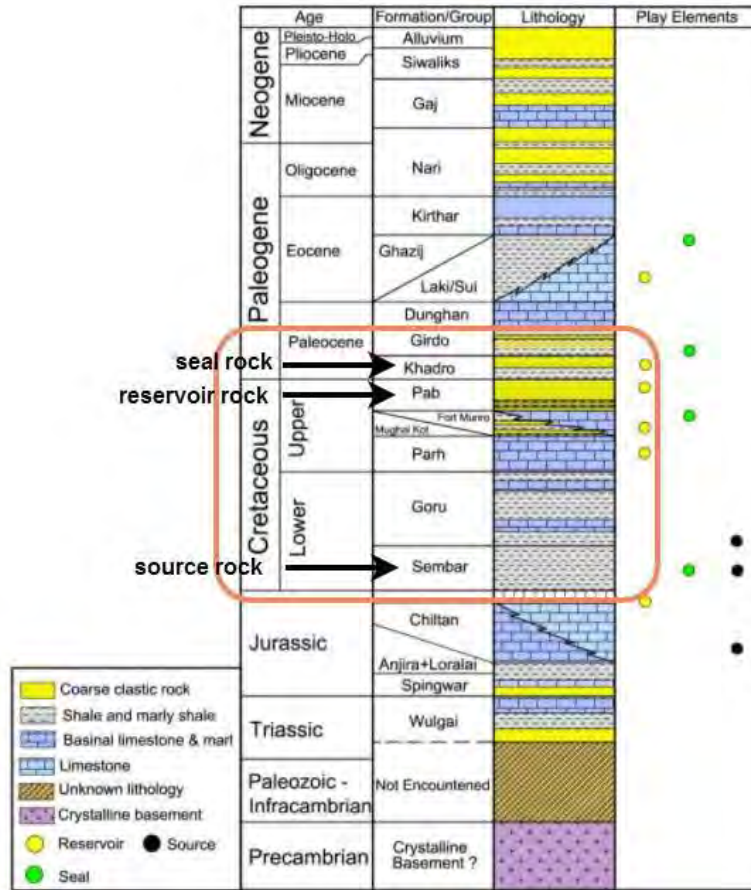 Age Formation/Group Lithology Play Elements
Neogene
Pleisto-Holo
Alluvium
Pliocene
Siwaliks
Miocene
Gaj
Paleogene
Oligocene
Nari
Eocene
Kirthar
Ghazij
Laki/Sui
Dunghan
Paleocene
Girdo
seal rock
Khadro
Cretaceous
Upper
reservoir rock
Pab
Fort Munro
Mughal Kot
Parh
Lower
Goru
source rock
Sembar
Jurassic
Chiltan
Anjira+Loralai
Spingwar
Triassic
Wulgai
Paleozoic -
Infracambrian
Not Encountered
Precambrian
Crystalline
Basement ?
Coarse clastic rock
Shale and marly shale
Basinal limestone & marl
Limestone
Unknown lithology
Crystalline basement
Reservoir Source
Seal